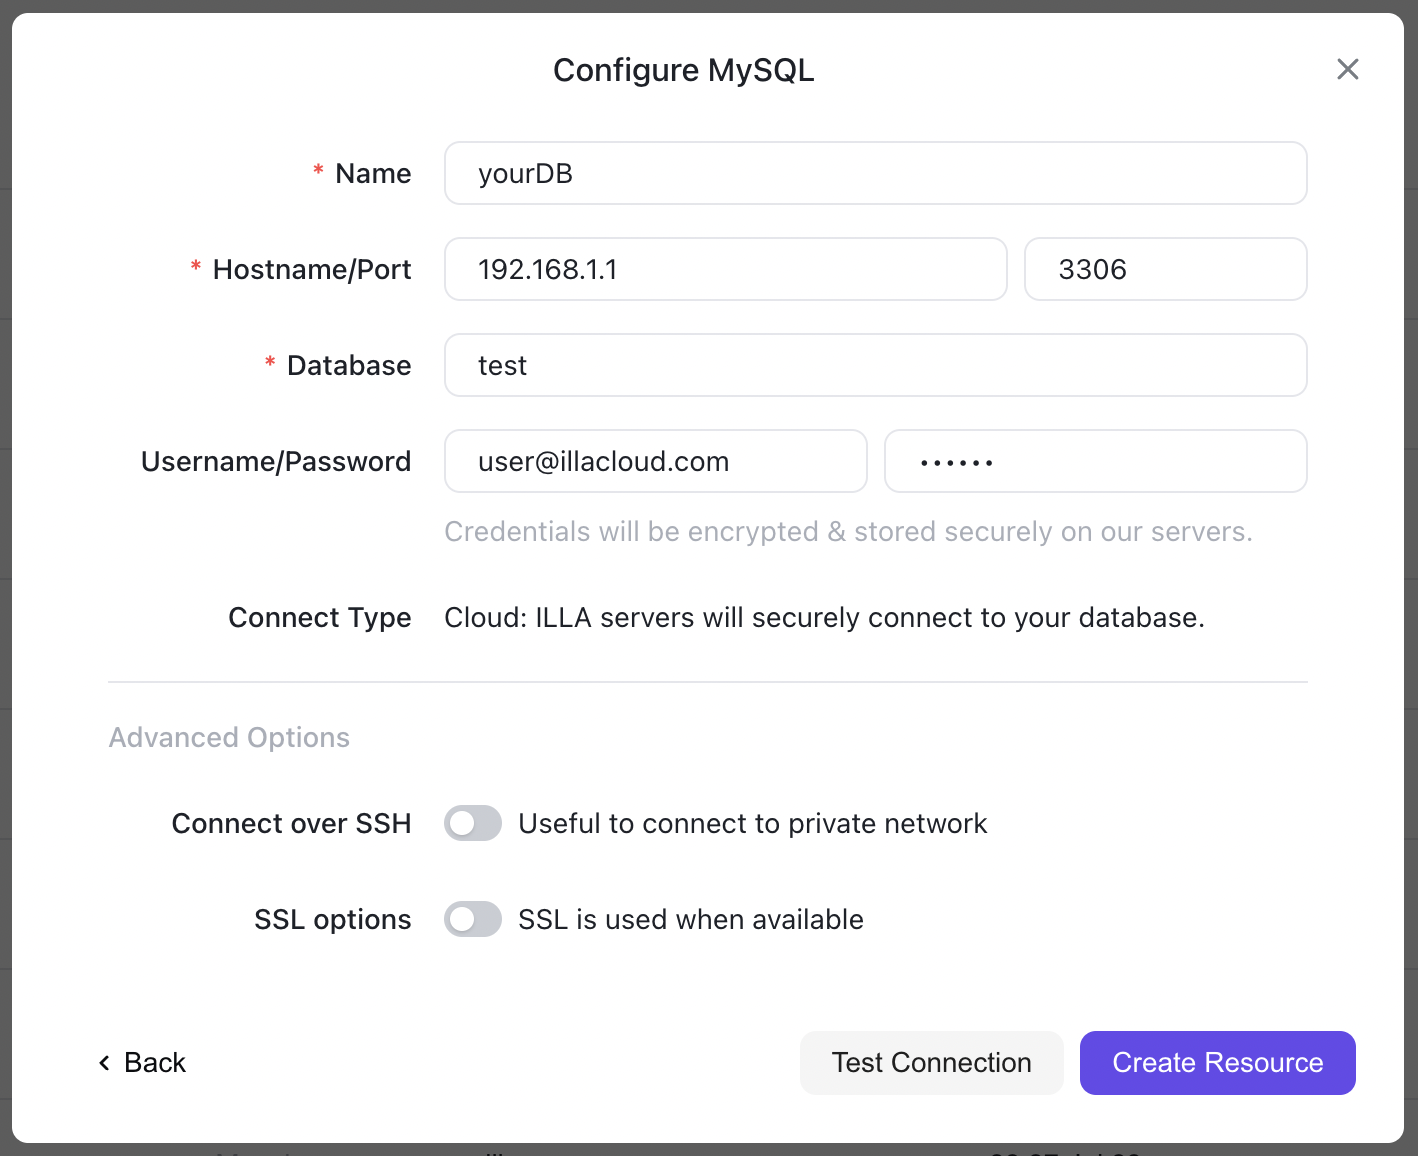 Configure MySQL
* Name yourDB
* Hostname/Port 192.168.1.1 3306
* Database test
Username/Password user@illacloud.com ••••••
Credentials will be encrypted & stored securely on our servers.
Connect Type Cloud: ILLA servers will securely connect to your database.
Advanced Options
Connect over SSH Useful to connect to private network
SSL options SSL is used when available
Back Test Connection Create Resource